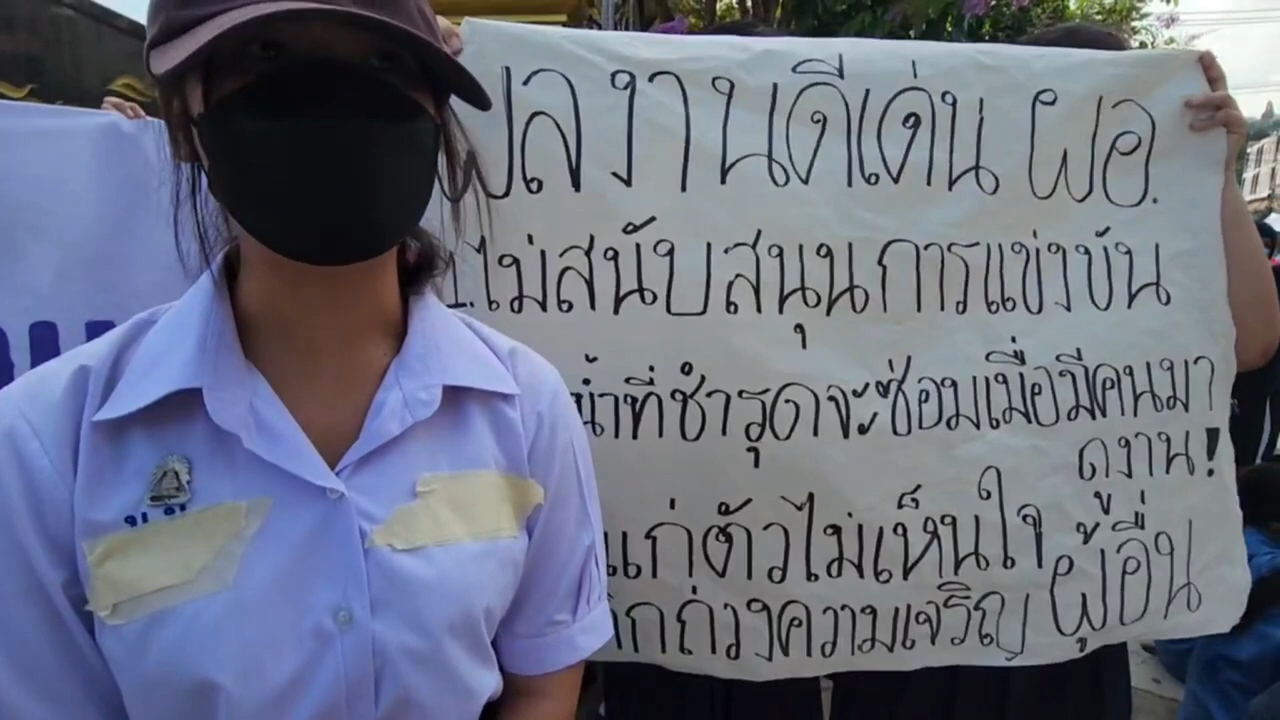 ผลงานดีเด่น ผอ.
1.ไม่สนับสนุนการแข่งขัน
น้ำที่ชำรุดจะซ่อมเมื่อมีคนมา
ดูงาน!
แก่ตัวไม่เห็นใจผู้อื่น
ถ่วงความเจริญ